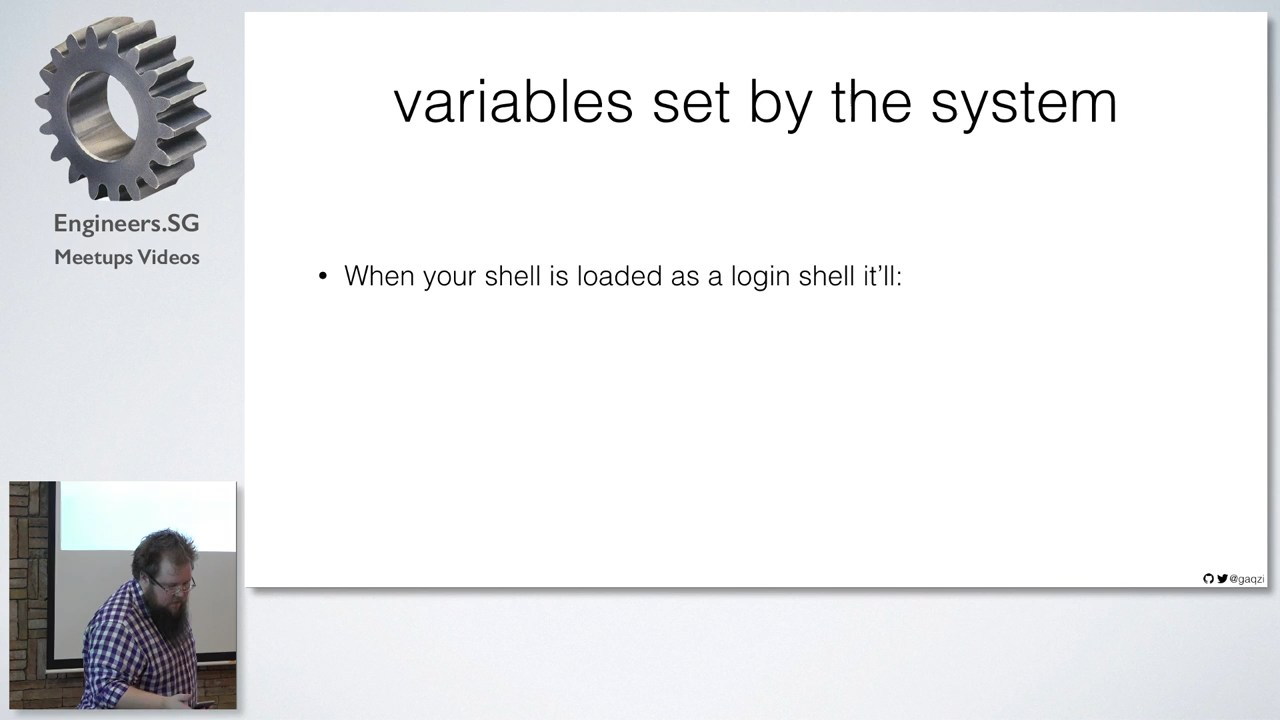 Engineers.SG
Meetups Videos
variables set by the system
• When your shell is loaded as a login shell it’ll:
@gaqzi